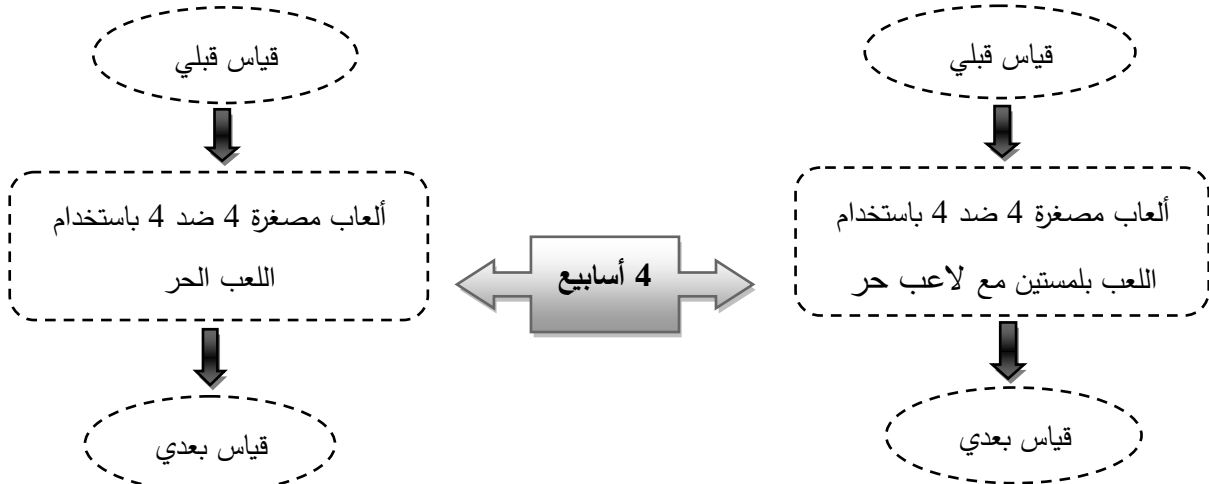 قياس قبلي
ألعاب مصغرة 4 ضد 4 باستخدام
اللعب بلمستين مع لاعب حر
قياس بعدي
4 أسابيع
قياس قبلي
ألعاب مصغرة 4 ضد 4 باستخدام
اللعب الحر
قياس بعدي